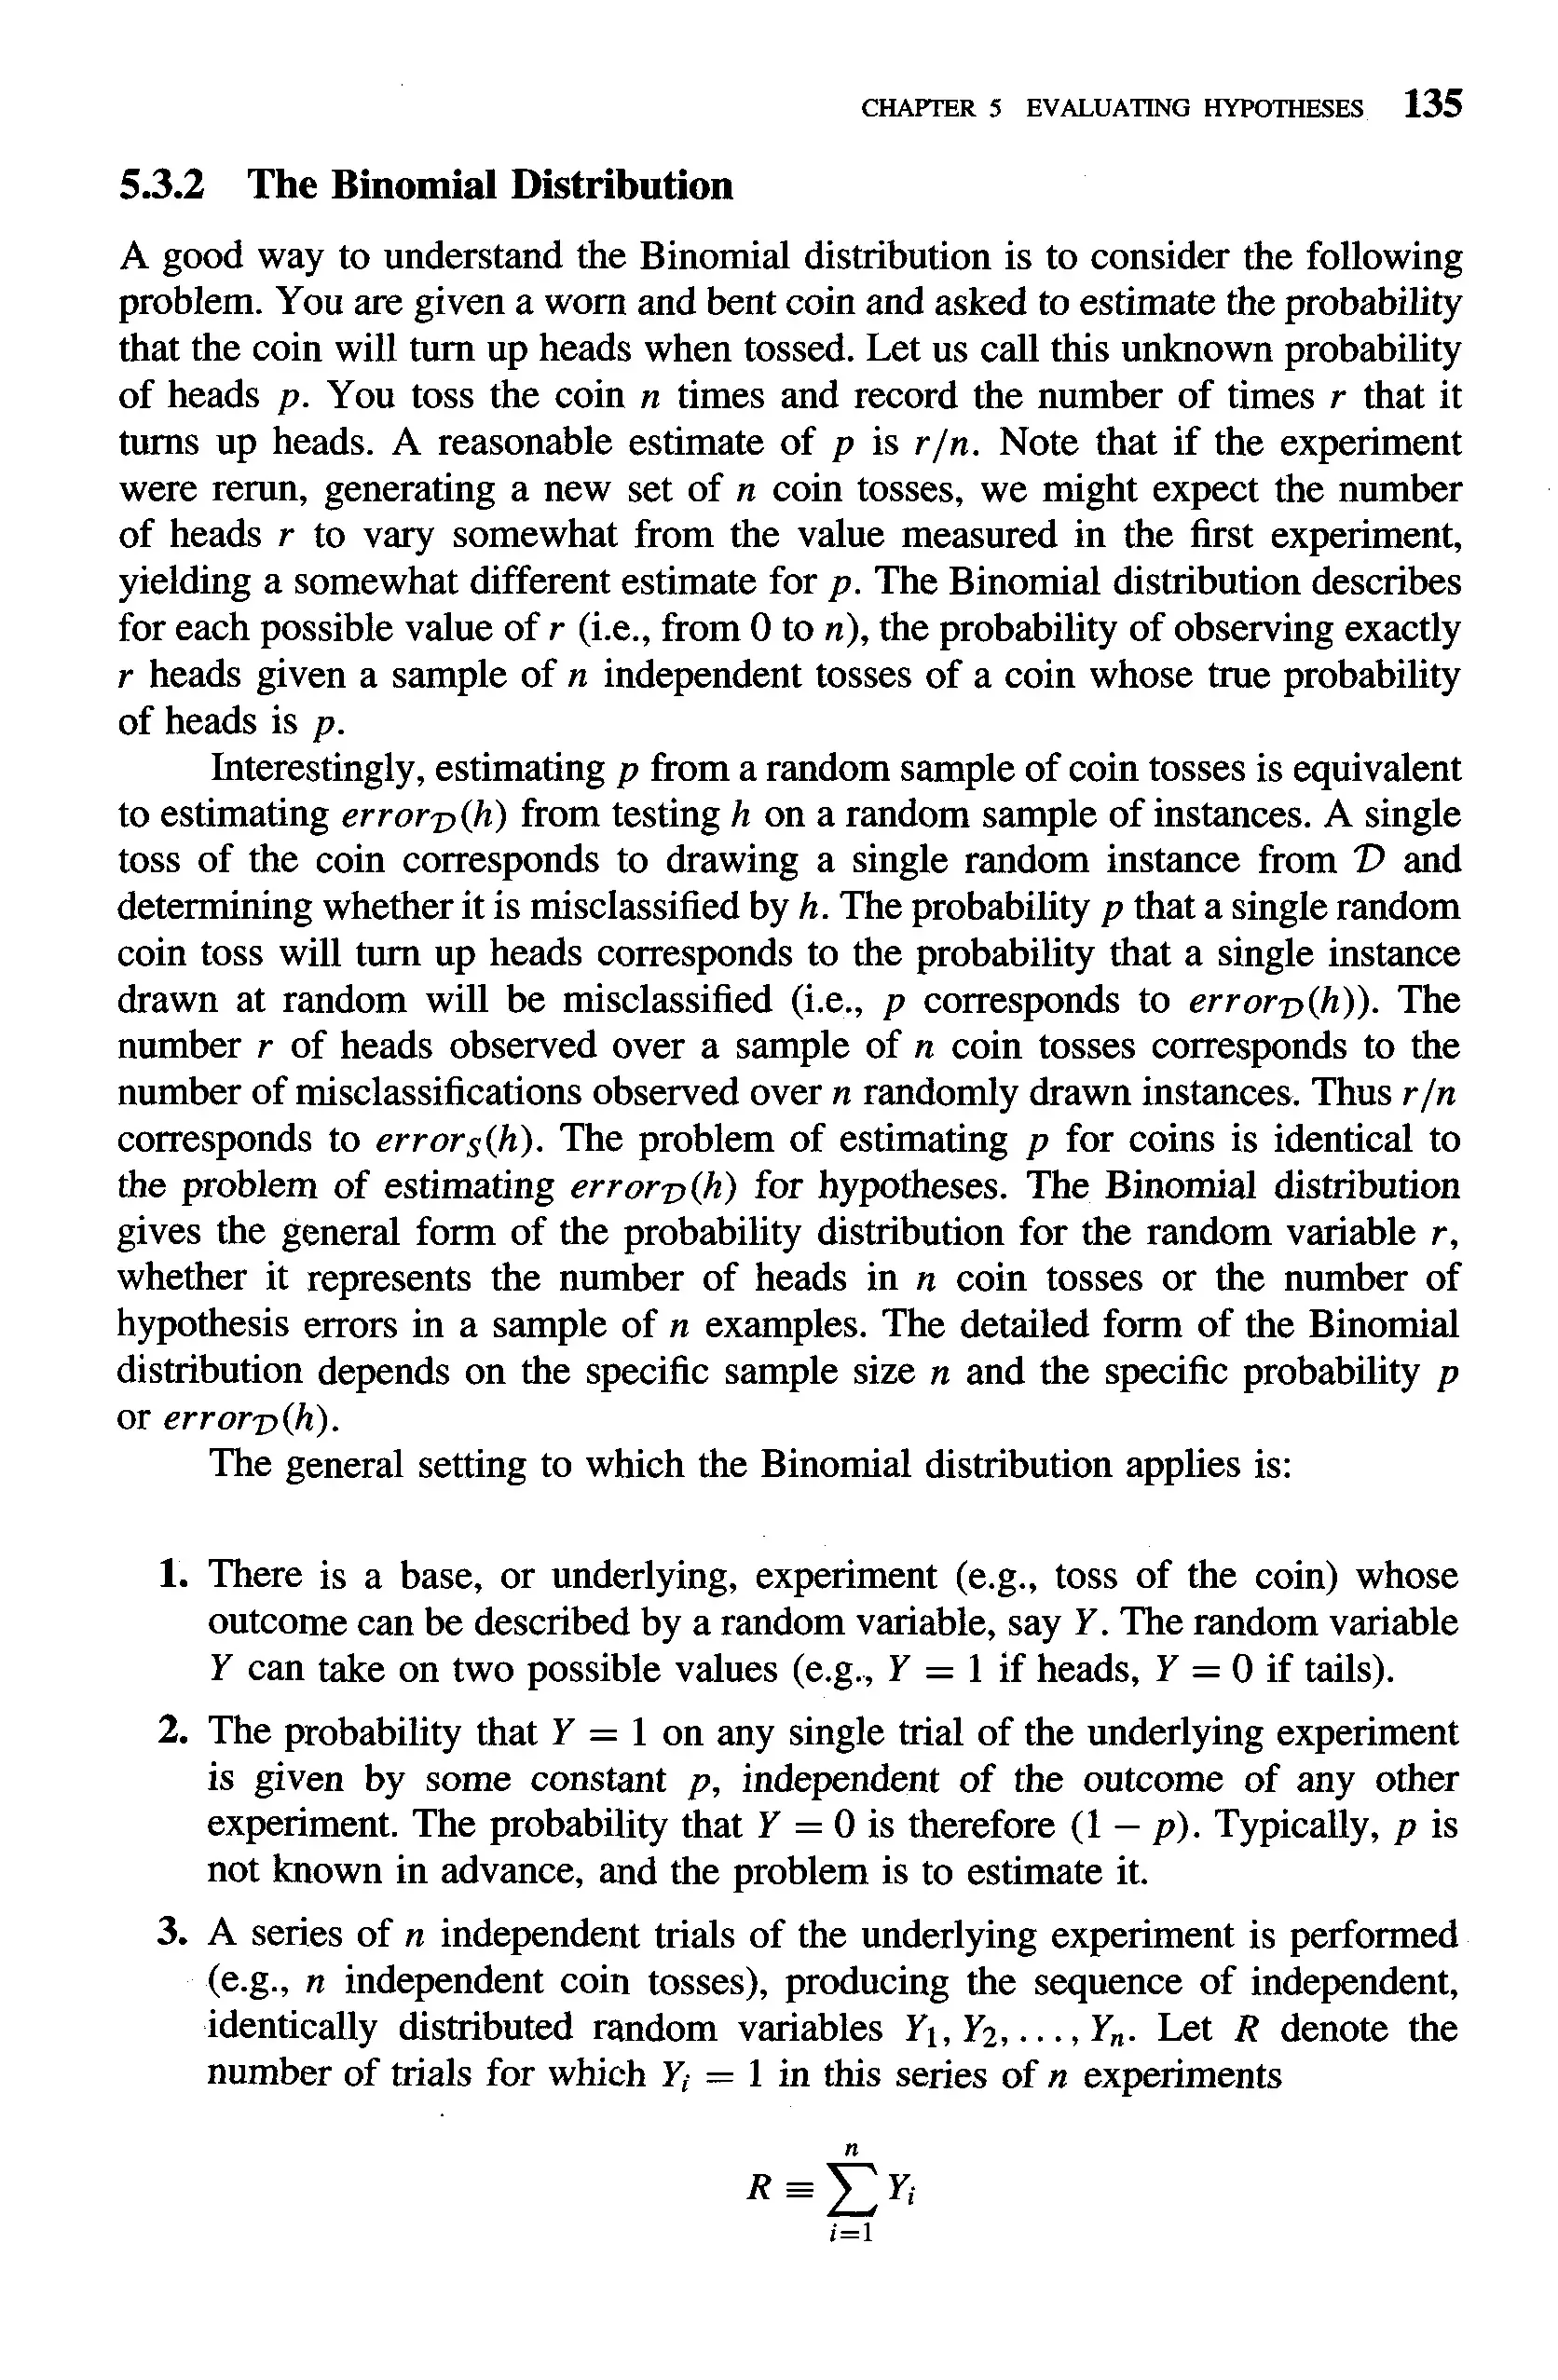 CHAPTER 5 EVALUATING HYPOTHESES 135
5.3.2 The Binomial Distribution
A good way to understand the Binomial distribution is to consider the following
problem. You are given a worn and bent coin and asked to estimate the probability
that the coin will turn up heads when tossed. Let us call this unknown probability
of heads p. You toss the coin n times and record the number of times r that it
turns up heads. A reasonable estimate of p is r/n. Note that if the experiment
were rerun, generating a new set of n coin tosses, we might expect the number
of heads r to vary somewhat from the value measured in the first experiment,
yielding a somewhat different estimate for p. The Binomial distribution describes
for each possible value of r (i.e., from 0 to n), the probability of observing exactly
r heads given a sample of n independent tosses of a coin whose true probability
of heads is p.
Interestingly, estimating p from a random sample of coin tosses is equivalent
to estimating error_𝒟(h) from testing h on a random sample of instances. A single
toss of the coin corresponds to drawing a single random instance from 𝒟 and
determining whether it is misclassified by h. The probability p that a single random
coin toss will turn up heads corresponds to the probability that a single instance
drawn at random will be misclassified (i.e., p corresponds to error_𝒟(h)). The
number r of heads observed over a sample of n coin tosses corresponds to the
number of misclassifications observed over n randomly drawn instances. Thus r/n
corresponds to error_S(h). The problem of estimating p for coins is identical to
the problem of estimating error_𝒟(h) for hypotheses. The Binomial distribution
gives the general form of the probability distribution for the random variable r,
whether it represents the number of heads in n coin tosses or the number of
hypothesis errors in a sample of n examples. The detailed form of the Binomial
distribution depends on the specific sample size n and the specific probability p
or error_𝒟(h).
The general setting to which the Binomial distribution applies is:
1. There is a base, or underlying, experiment (e.g., toss of the coin) whose
outcome can be described by a random variable, say Y. The random variable
Y can take on two possible values (e.g., Y = 1 if heads, Y = 0 if tails).
2. The probability that Y = 1 on any single trial of the underlying experiment
is given by some constant p, independent of the outcome of any other
experiment. The probability that Y = 0 is therefore (1 − p). Typically, p is
not known in advance, and the problem is to estimate it.
3. A series of n independent trials of the underlying experiment is performed
(e.g., n independent coin tosses), producing the sequence of independent,
identically distributed random variables Y₁, Y₂, . . . , Yₙ. Let R denote the
number of trials for which Yᵢ = 1 in this series of n experiments
n
R ≡ ∑ Yᵢ
i=1